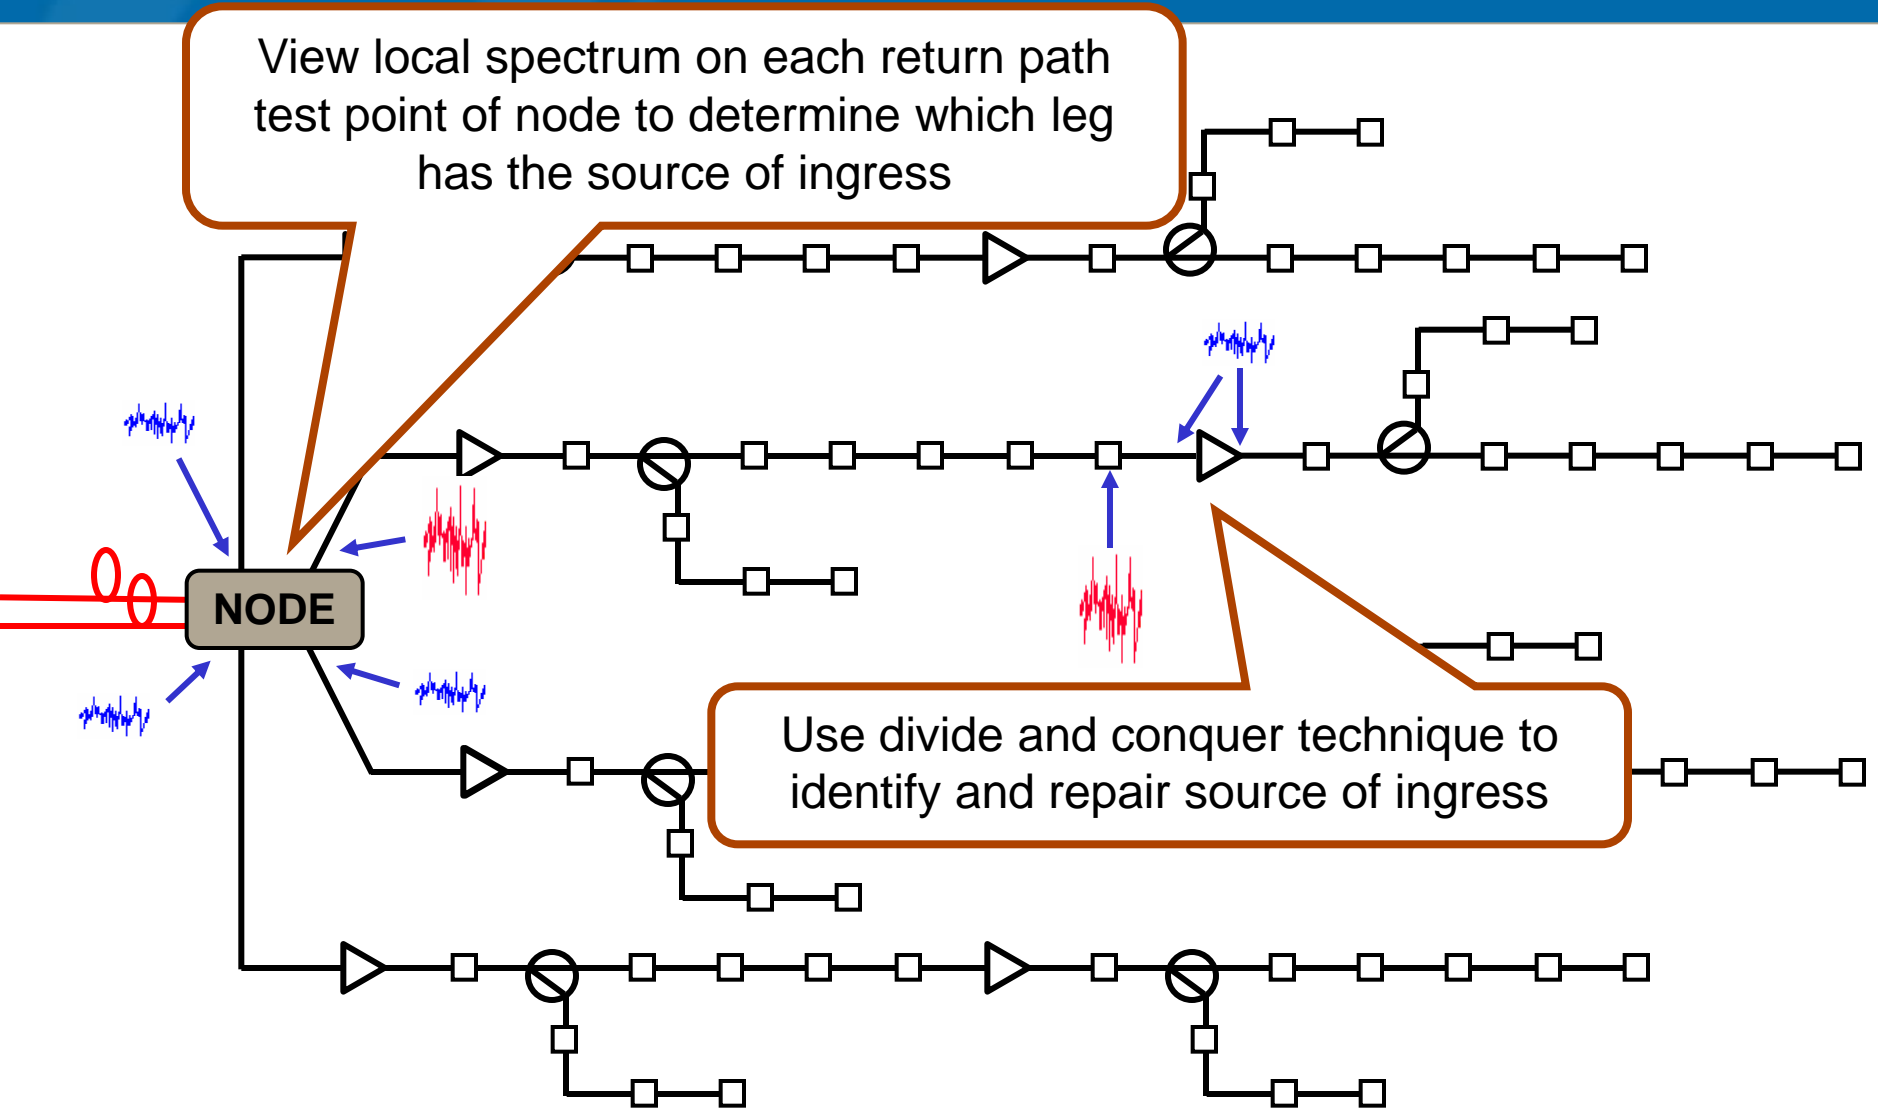 View local spectrum on each return path
test point of node to determine which leg
has the source of ingress
NODE
Use divide and conquer technique to
identify and repair source of ingress